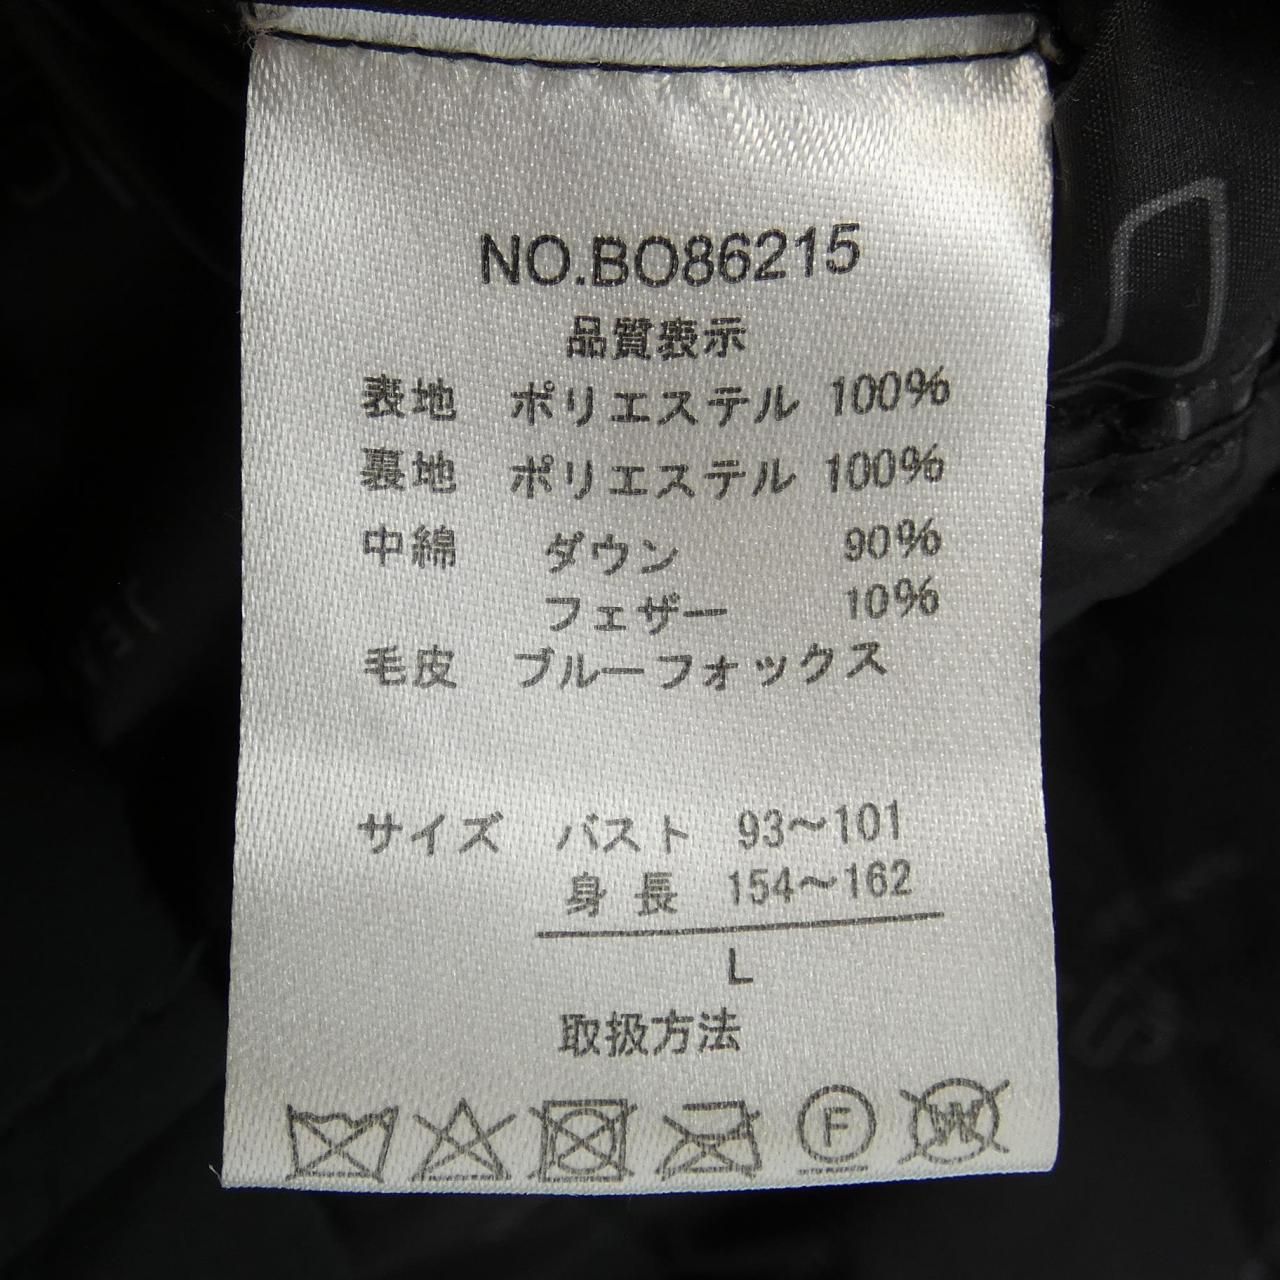 NO.BO86215
品質表示
表地 ポリエステル 100%
裏地 ポリエステル 100%
中綿 ダウン 90%
フェザー 10%
毛皮 ブルーフォックス
サイズ バスト 93～101
身長 154～162
L
取扱方法
F W